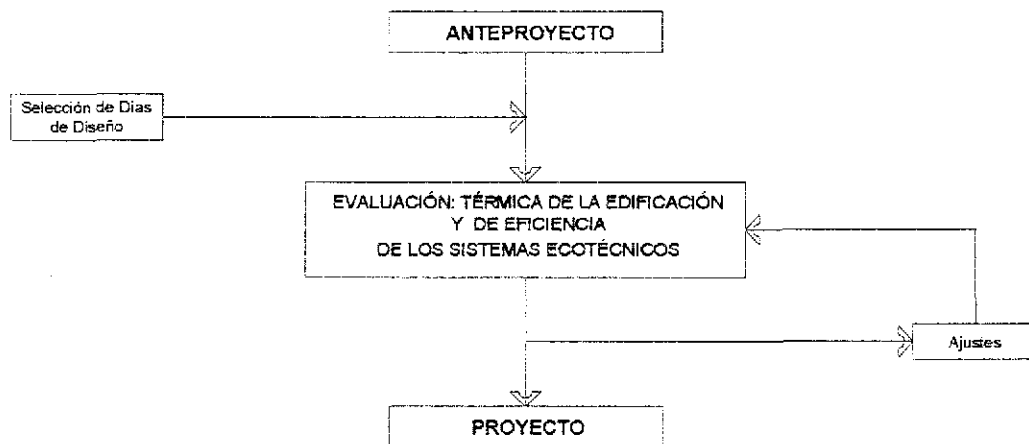 ANTEPROYECTO
Selección de Dias
de Diseño
EVALUACIÓN: TÉRMICA DE LA EDIFICACIÓN
Y DE EFICIENCIA
DE LOS SISTEMAS ECOTÉCNICOS
Ajustes
PROYECTO